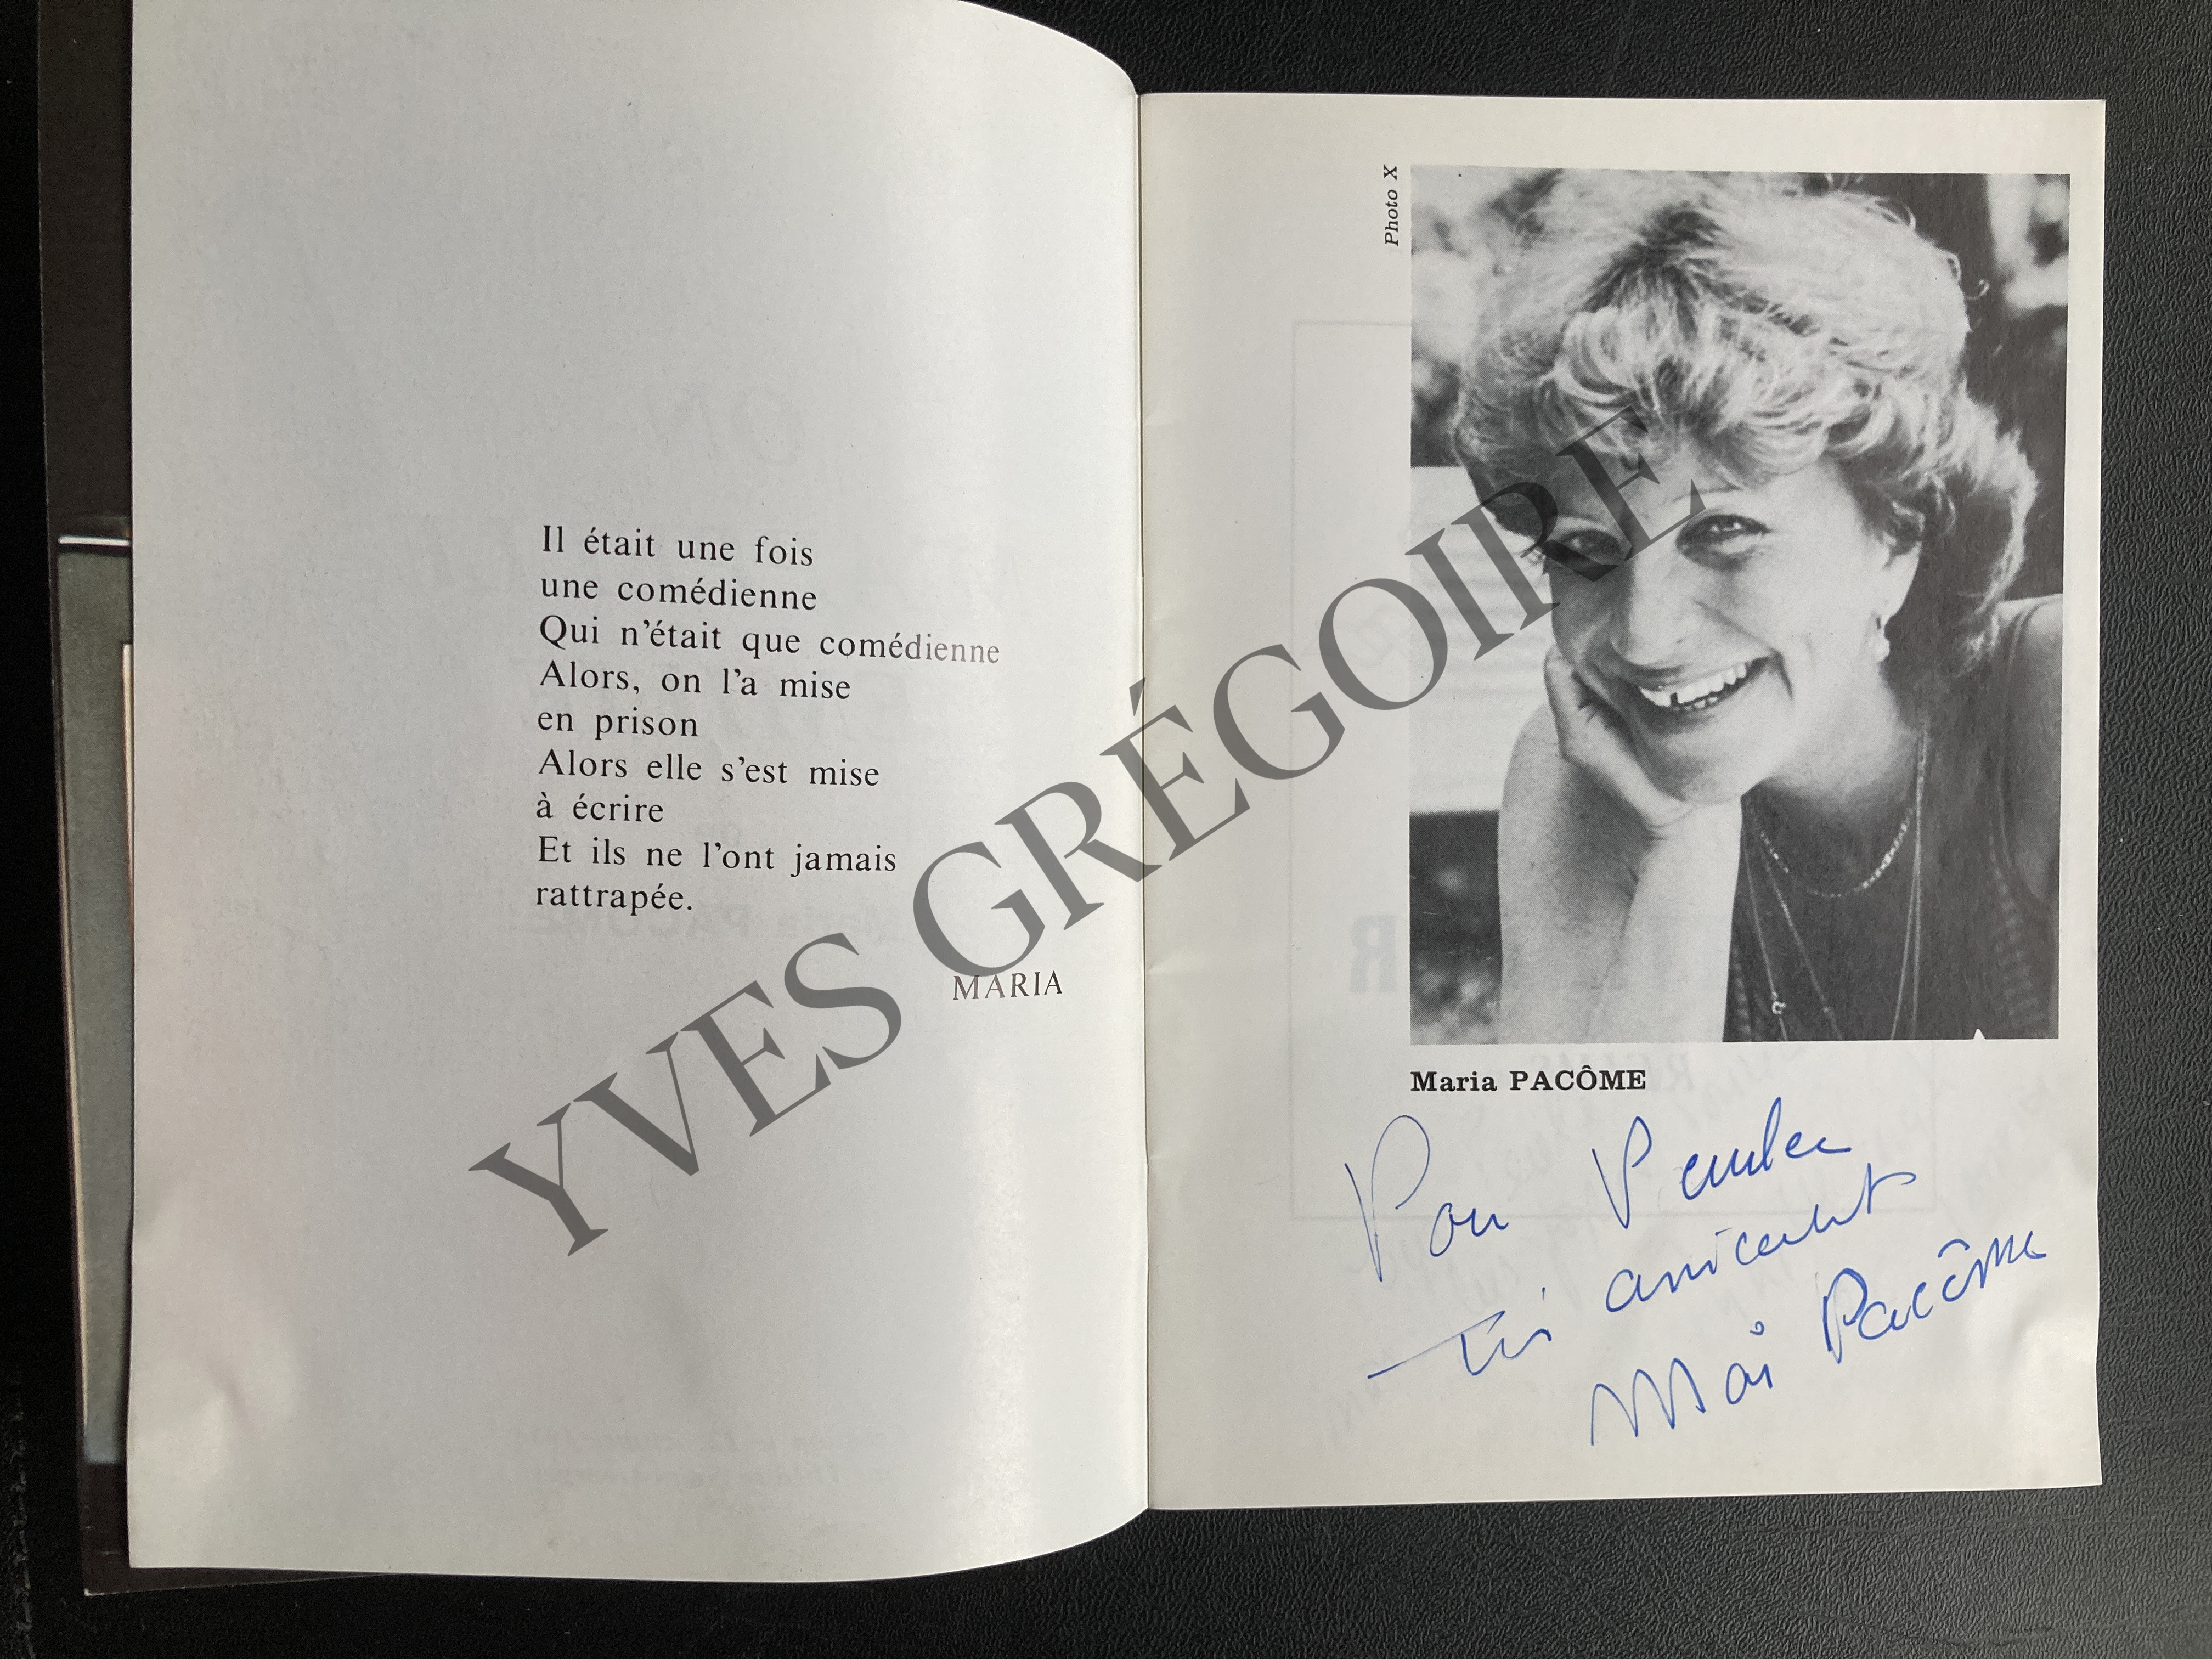 Il était une fois
une comédienne
Qui n'était que comédienne
Alors, on l'a mise
en prison
Alors elle s'est mise
à écrire
Et ils ne l'ont jamais
rattrapée.
MARIA
Photo X
Maria PACÔME
Pour
très amicalement
Maria Pacôme
YVES GRÉGOIRE